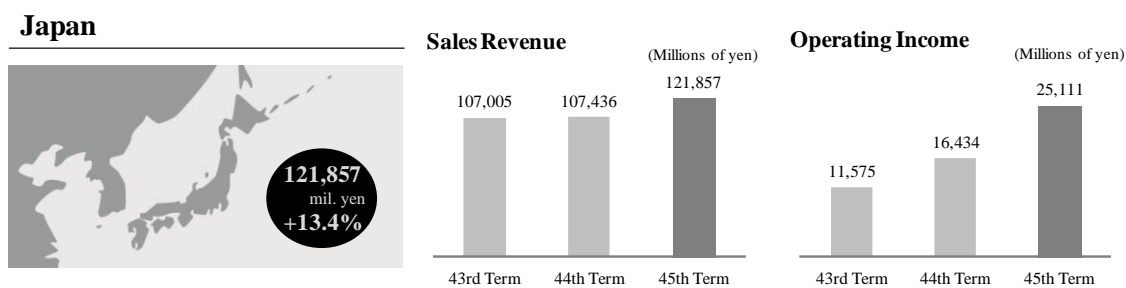 Japan
121,857
mil. yen
+13.4%
Sales Revenue
(Millions of yen)
107,005
107,436
121,857
43rd Term
44th Term
45th Term
Operating Income
(Millions of yen)
11,575
16,434
25,111
43rd Term
44th Term
45th Term